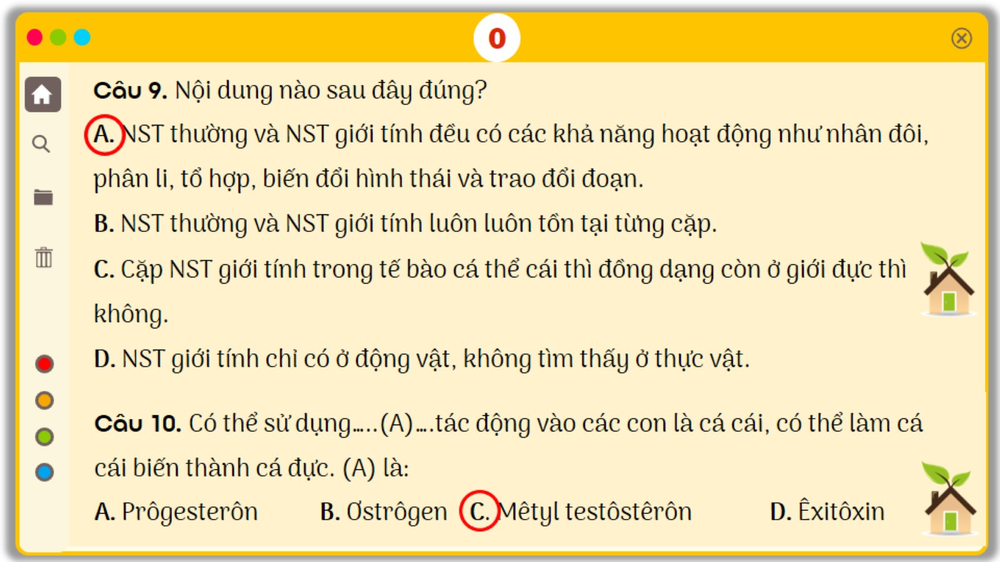 0
Câu 9. Nội dung nào sau đây đúng?
A. NST thường và NST giới tính đều có các khả năng hoạt động như nhân đôi,
phân li, tổ hợp, biến đổi hình thái và trao đổi đoạn.
B. NST thường và NST giới tính luôn luôn tồn tại từng cặp.
C. Cặp NST giới tính trong tế bào cá thể cái thì đồng dạng còn ở giới đực thì
không.
D. NST giới tính chỉ có ở động vật, không tìm thấy ở thực vật.
Câu 10. Có thể sử dụng.....(A)....tác động vào các con là cá cái, có thể làm cá
cái biến thành cá đực. (A) là:
A. Prôgesterôn B. Ơstrôgen C. Mêtyl testôstêrôn D. Êxitôxin